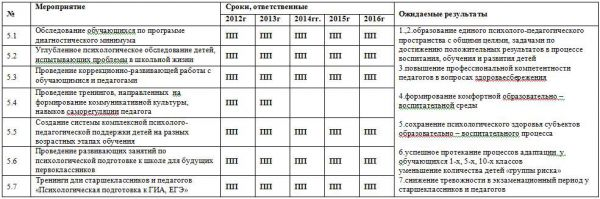 № Мероприятие Сроки, ответственные Ожидаемые результаты
2012г 2013г 2014гг. 2015г 2016г
5.1 Обследование обучающихся по программе диагностического минимума ПП ПП ПП ПП ПП
5.2 Углубленное психологическое обследование детей, испытывающих проблемы в школьной жизни ПП ПП ПП ПП ПП
5.3 Проведение коррекционно-развивающей работы с обучающимися и педагогами ПП ПП ПП ПП ПП
5.4 Проведение тренингов, направленных на формирование коммуникативной культуры, навыков саморегуляции педагога ПП ПП
5.5 Создание системы комплексной психолого-педагогической поддержки детей на разных возрастных этапах обучения ПП ПП ПП ПП ПП
5.6 Проведение развивающих занятий по психологической подготовке к школе для будущих первоклассников ПП ПП ПП ПП ПП
5.7 Тренинги для старшеклассников и педагогов «Психологическая подготовка к ГИА, ЕГЭ» ПП ПП ПП ПП ПП
1.,2.образование единого психолого-педагогического
пространства с общими целями, задачами по
достижению положительных результатов в процессе
воспитания, обучения и развития детей
3.повышение профессиональной компетентности
педагогов в вопросах здоровьесбережения
4.формирование комфортной образовательно –
воспитательной среды
5.сохранение психологического здоровья субъектов
образовательно – воспитательного процесса
6.успешное протекание процессов адаптации у
обучающихся 1-х, 5-х, 10-х классов
уменьшение количества детей «группы риска»
7.снижение тревожности в экзаменационный период у
старшеклассников и педагогов